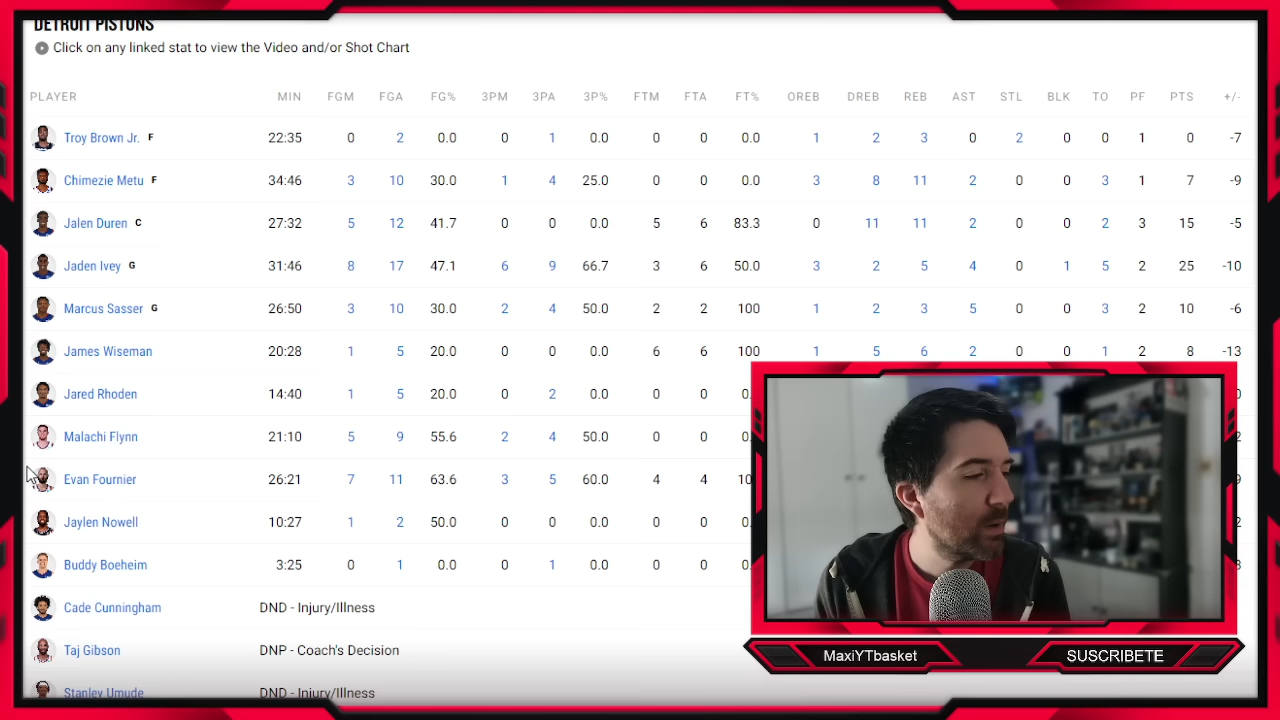 DETROIT PISTONS
Click on any linked stat to view the Video and/or Shot Chart
PLAYER MIN FGM FGA FG% 3PM 3PA 3P% FTM FTA FT% OREB DREB REB AST STL BLK TO PF PTS +/-
Troy Brown Jr. F 22:35 0 2 0.0 0 1 0.0 0 0 0.0 1 2 3 0 2 0 0 1 0 -7
Chimezie Metu F 34:46 3 10 30.0 1 4 25.0 0 0 0.0 3 8 11 2 0 0 3 1 7 -9
Jalen Duren C 27:32 5 12 41.7 0 0 0.0 5 6 83.3 0 11 11 2 0 0 2 3 15 -5
Jaden Ivey G 31:46 8 17 47.1 6 9 66.7 3 6 50.0 3 2 5 4 0 1 5 2 25 -10
Marcus Sasser G 26:50 3 10 30.0 2 4 50.0 2 2 100 1 2 3 5 0 0 3 2 10 -6
James Wiseman 20:28 1 5 20.0 0 0 0.0 6 6 100 1 5 6 2 0 0 1 2 8 -13
Jared Rhoden 14:40 1 5 20.0 0 2 0.0 0 0
Malachi Flynn 21:10 5 9 55.6 2 4 50.0 0 0
Evan Fournier 26:21 7 11 63.6 3 5 60.0 4 4
Jaylen Nowell 10:27 1 2 50.0 0 0 0.0 0 0
Buddy Boeheim 3:25 0 1 0.0 0 1 0.0 0 0
Cade Cunningham DND - Injury/Illness
Taj Gibson DNP - Coach's Decision
Stanley Umude DND - Injury/Illness
MaxiYTbasket
SUSCRIBETE